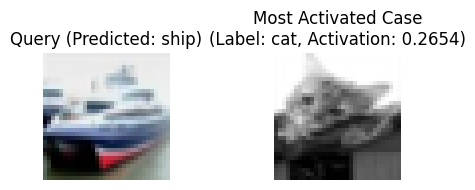 Query (Predicted: ship)
Most Activated Case
(Label: cat, Activation: 0.2654)